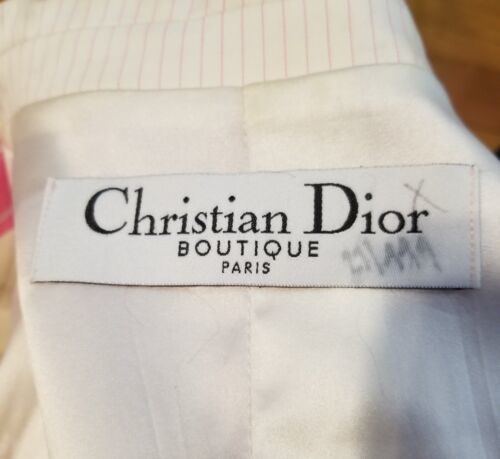 Christian Dior
BOUTIQUE
PARIS
X